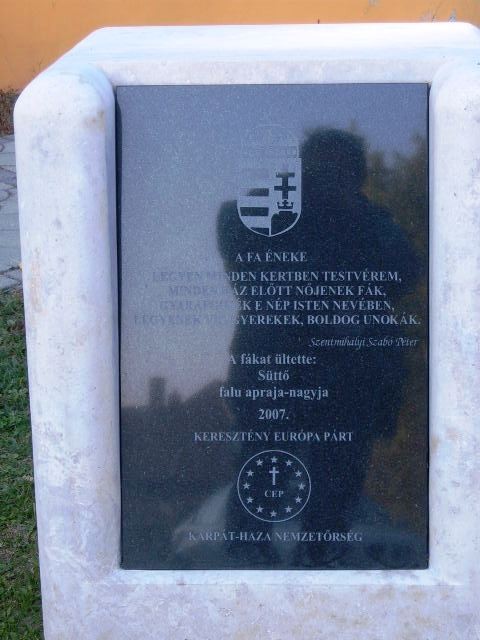 A FA ÉNEKE
LEGYEN MINDEN KERTBEN TESTVÉREM,
MINDEN HÁZ ELŐTT NŐJENEK FÁK,
E NÉP ISTEN NEVÉBEN,
LEGYENEK GYEREKEK, BOLDOG UNOKÁK.
Szentmihályi Szabó Péter
A fákat ültette:
Süttő
falu apraja-nagyja
2007.
KERESZTÉNY EURÓPA PÁRT
CEP
KÁRPÁT-HAZA NEMZETŐRSÉG